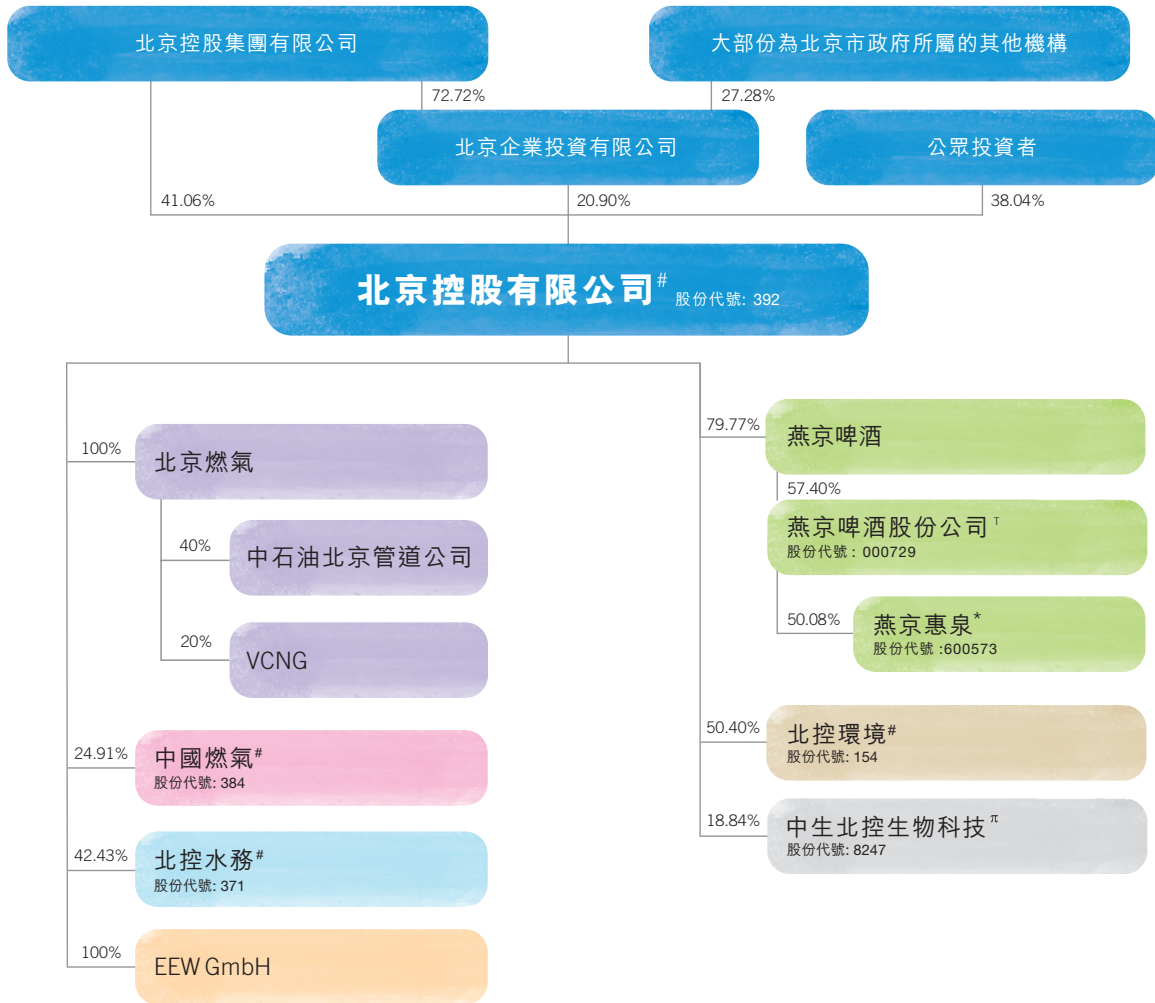 北京控股集團有限公司
大部份為北京市政府所屬的其他機構
72.72%
27.28%
北京企業投資有限公司
公眾投資者
41.06%
20.90%
38.04%
北京控股有限公司# 股份代號: 392
100%
北京燃氣
40%
中石油北京管道公司
20%
VCNG
24.91%
中國燃氣#
股份代號: 384
42.43%
北控水務#
股份代號: 371
100%
EEW GmbH
79.77%
燕京啤酒
57.40%
燕京啤酒股份公司T
股份代號: 000729
50.08%
燕京惠泉*
股份代號 :600573
50.40%
北控環境#
股份代號: 154
18.84%
中生北控生物科技π
股份代號: 8247